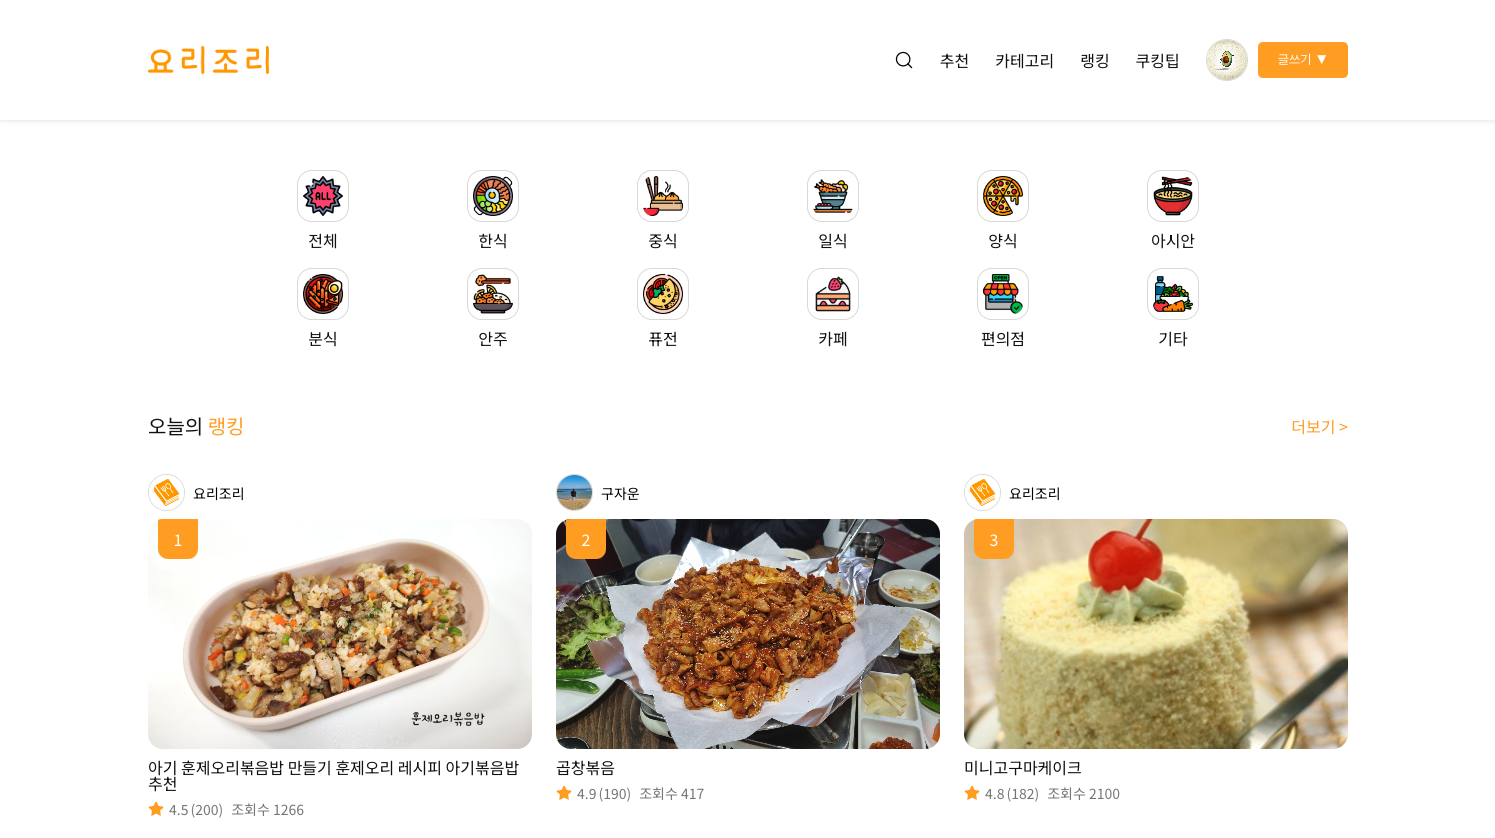 요리조리
추천 카테고리 랭킹 쿠킹팁 글쓰기 ▼
ALL
OPEN
전체 한식 중식 일식 양식 아시안
분식 안주 퓨전 카페 편의점 기타
오늘의 랭킹 더보기 >
요리조리 구자운 요리조리
1 2 3
훈제오리볶음밥
아기 훈제오리볶음밥 만들기 훈제오리 레시피 아기볶음밥
추천
★ 4.5 (200) 조회수 1266
곱창볶음
★ 4.9 (190) 조회수 417
미니고구마케이크
★ 4.8 (182) 조회수 2100